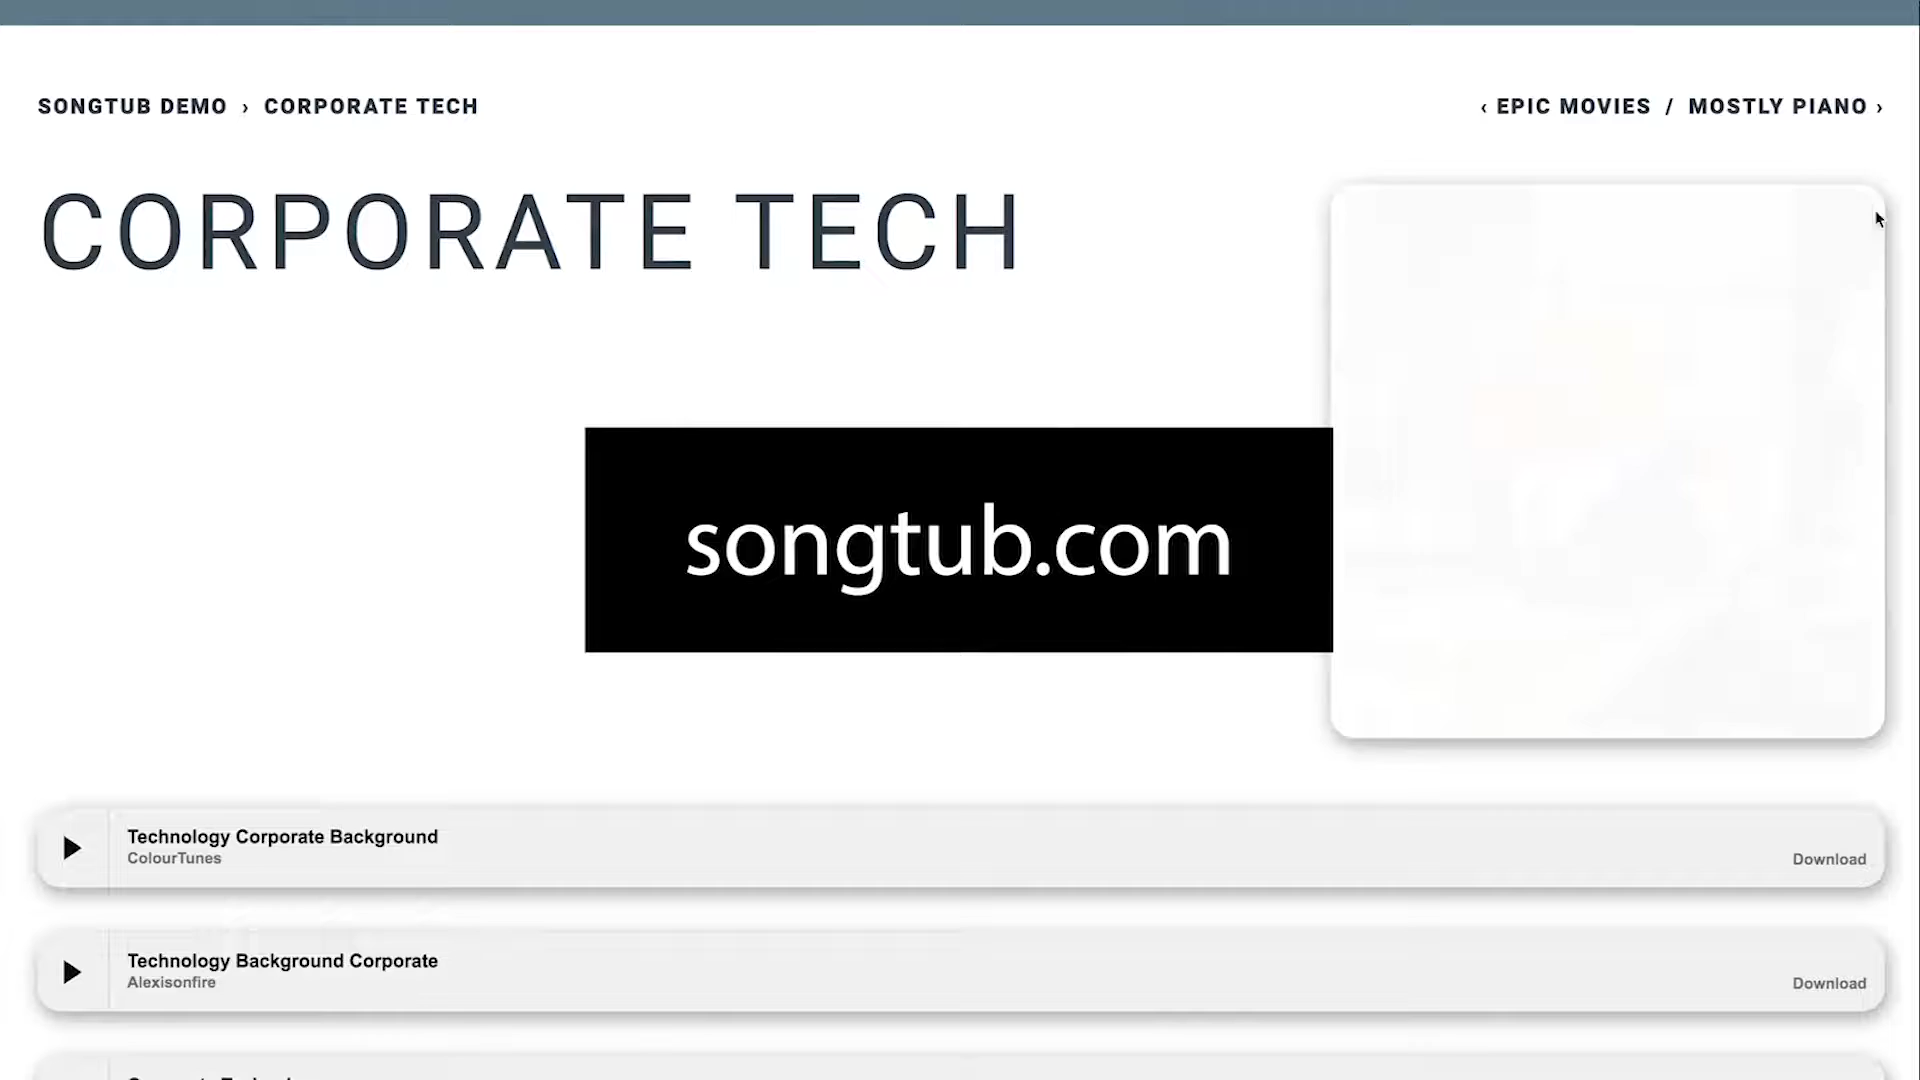 SONGTUB DEMO › CORPORATE TECH
‹ EPIC MOVIES / MOSTLY PIANO ›
CORPORATE TECH
songtub.com
Technology Corporate Background
ColourTunes
Download
Technology Background Corporate
Alexisonfire
Download